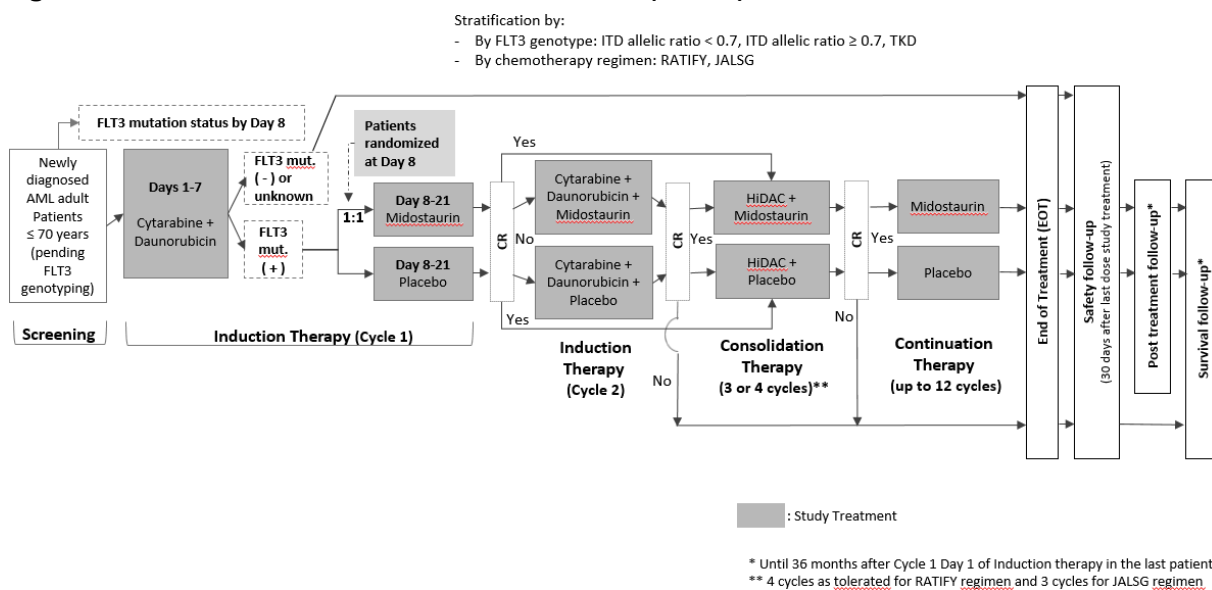 Stratification by:
- By FLT3 genotype: ITD allelic ratio < 0.7, ITD allelic ratio ≥ 0.7, TKD
- By chemotherapy regimen: RATIFY, JALSG
FLT3 mutation status by Day 8
Newly
diagnosed
AML adult
Patients
≤ 70 years
(pending
FLT3
genotyping)
Screening
Days 1-7
Cytarabine +
Daunorubicin
FLT3 mut.
( - ) or
unknown
FLT3
mut.
( + )
Patients
randomized
at Day 8
1:1
Day 8-21
Midostaurin
Day 8-21
Placebo
Induction Therapy (Cycle 1)
CR
Yes
No
Yes
Cytarabine +
Daunorubicin +
Midostaurin
Cytarabine +
Daunorubicin +
Placebo
Induction
Therapy
(Cycle 2)
CR
Yes
No
HiDAC +
Midostaurin
HiDAC +
Placebo
Consolidation
Therapy
(3 or 4 cycles)**
CR
Yes
No
Midostaurin
Placebo
Continuation
Therapy
(up to 12 cycles)
End of Treatment (EOT)
Safety follow-up
(30 days after last dose study treatment)
Post treatment follow-up*
Survival follow-up*
: Study Treatment
* Until 36 months after Cycle 1 Day 1 of Induction therapy in the last patient
** 4 cycles as tolerated for RATIFY regimen and 3 cycles for JALSG regimen